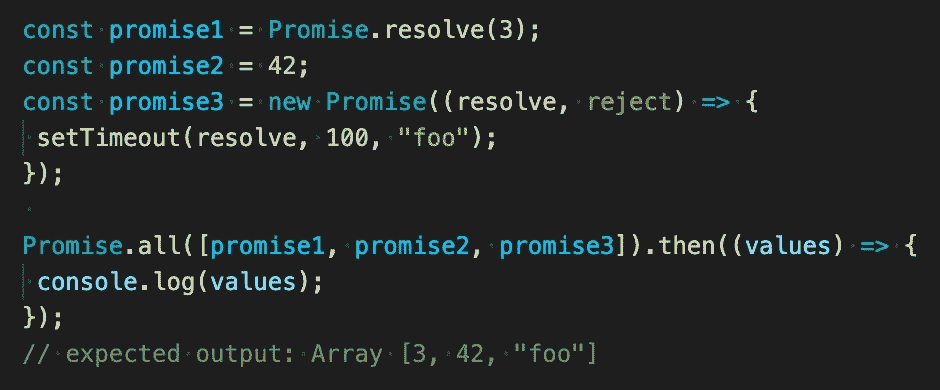 const promise1 = Promise.resolve(3);
const promise2 = 42;
const promise3 = new Promise((resolve, reject) => {
 setTimeout(resolve, 100, "foo");
});

Promise.all([promise1, promise2, promise3]).then((values) => {
 console.log(values);
});
// expected output: Array [3, 42, "foo"]